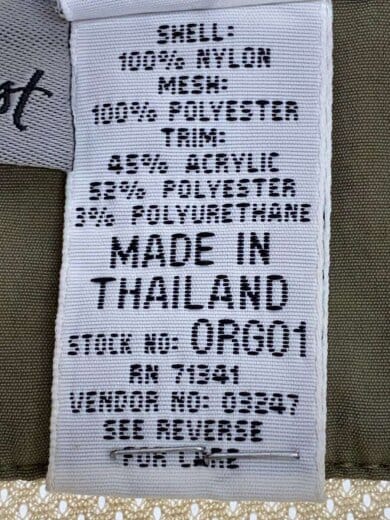 SHELL:
100% NYLON
MESH:
100% POLYESTER
TRIM:
45% ACRYLIC
52% POLYESTER
3% POLYURETHANE
MADE IN
THAILAND
STOCK NO: ORG01
RN 71341
VENDOR NO: 03247
SEE REVERSE
FOR CARE